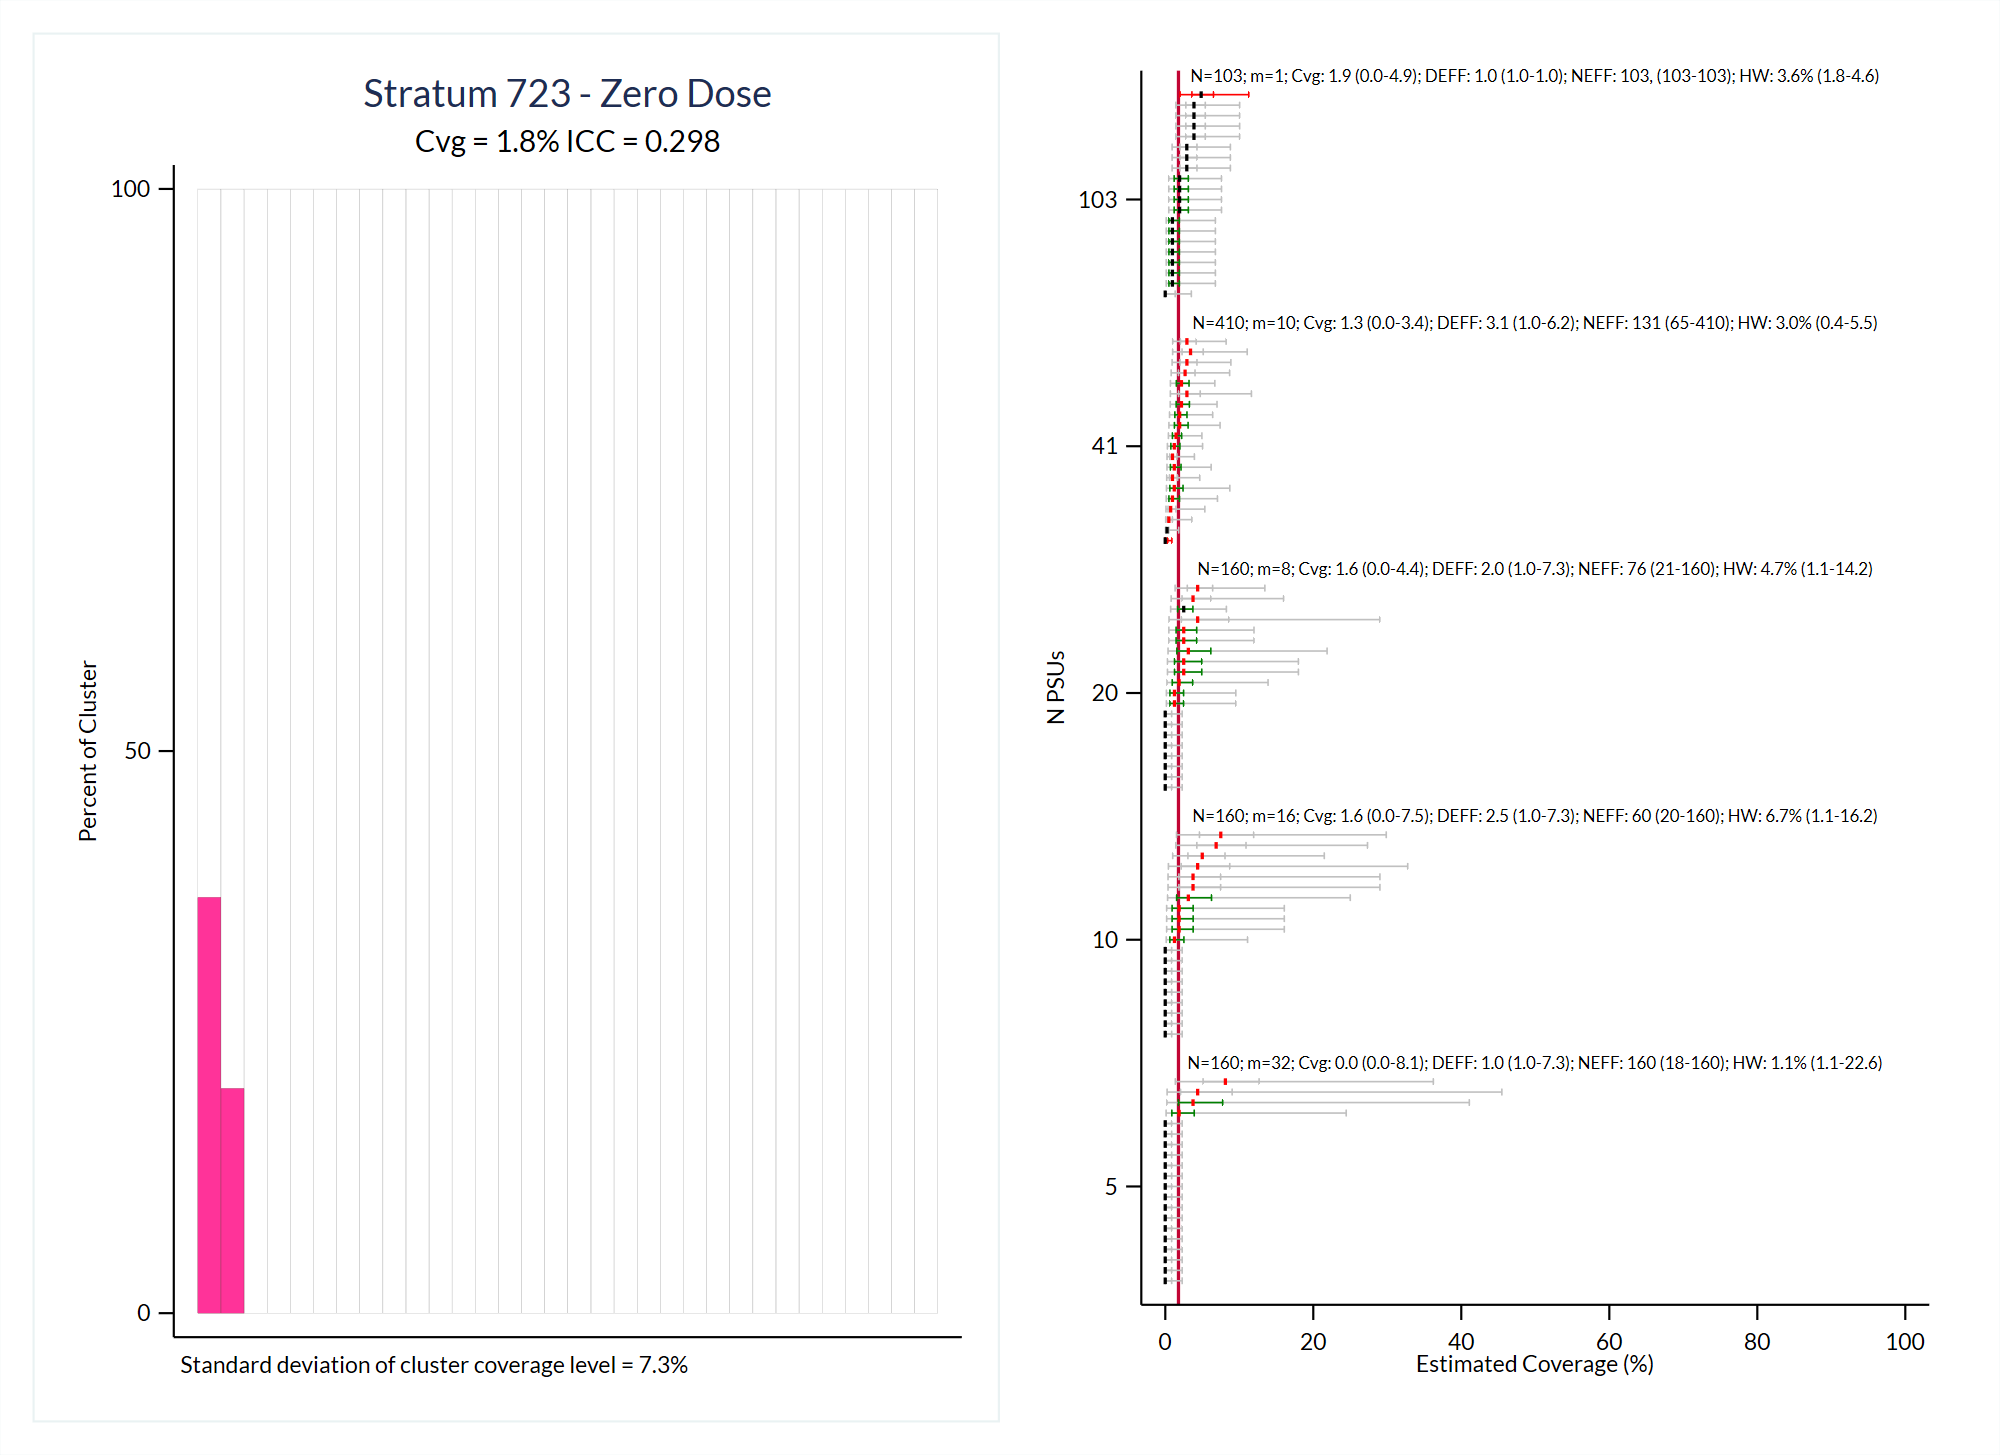 Stratum 723 - Zero Dose
Cvg = 1.8% ICC = 0.298
100
50
0
Percent of Cluster
Standard deviation of cluster coverage level = 7.3%
N=103; m=1; Cvg: 1.9 (0.0-4.9); DEFF: 1.0 (1.0-1.0); NEFF: 103, (103-103); HW: 3.6% (1.8-4.6)
103
N=410; m=10; Cvg: 1.3 (0.0-3.4); DEFF: 3.1 (1.0-6.2); NEFF: 131 (65-410); HW: 3.0% (0.4-5.5)
41
N=160; m=8; Cvg: 1.6 (0.0-4.4); DEFF: 2.0 (1.0-7.3); NEFF: 76 (21-160); HW: 4.7% (1.1-14.2)
20
N PSUs
N=160; m=16; Cvg: 1.6 (0.0-7.5); DEFF: 2.5 (1.0-7.3); NEFF: 60 (20-160); HW: 6.7% (1.1-16.2)
10
N=160; m=32; Cvg: 0.0 (0.0-8.1); DEFF: 1.0 (1.0-7.3); NEFF: 160 (18-160); HW: 1.1% (1.1-22.6)
5
0 20 40 60 80 100
Estimated Coverage (%)